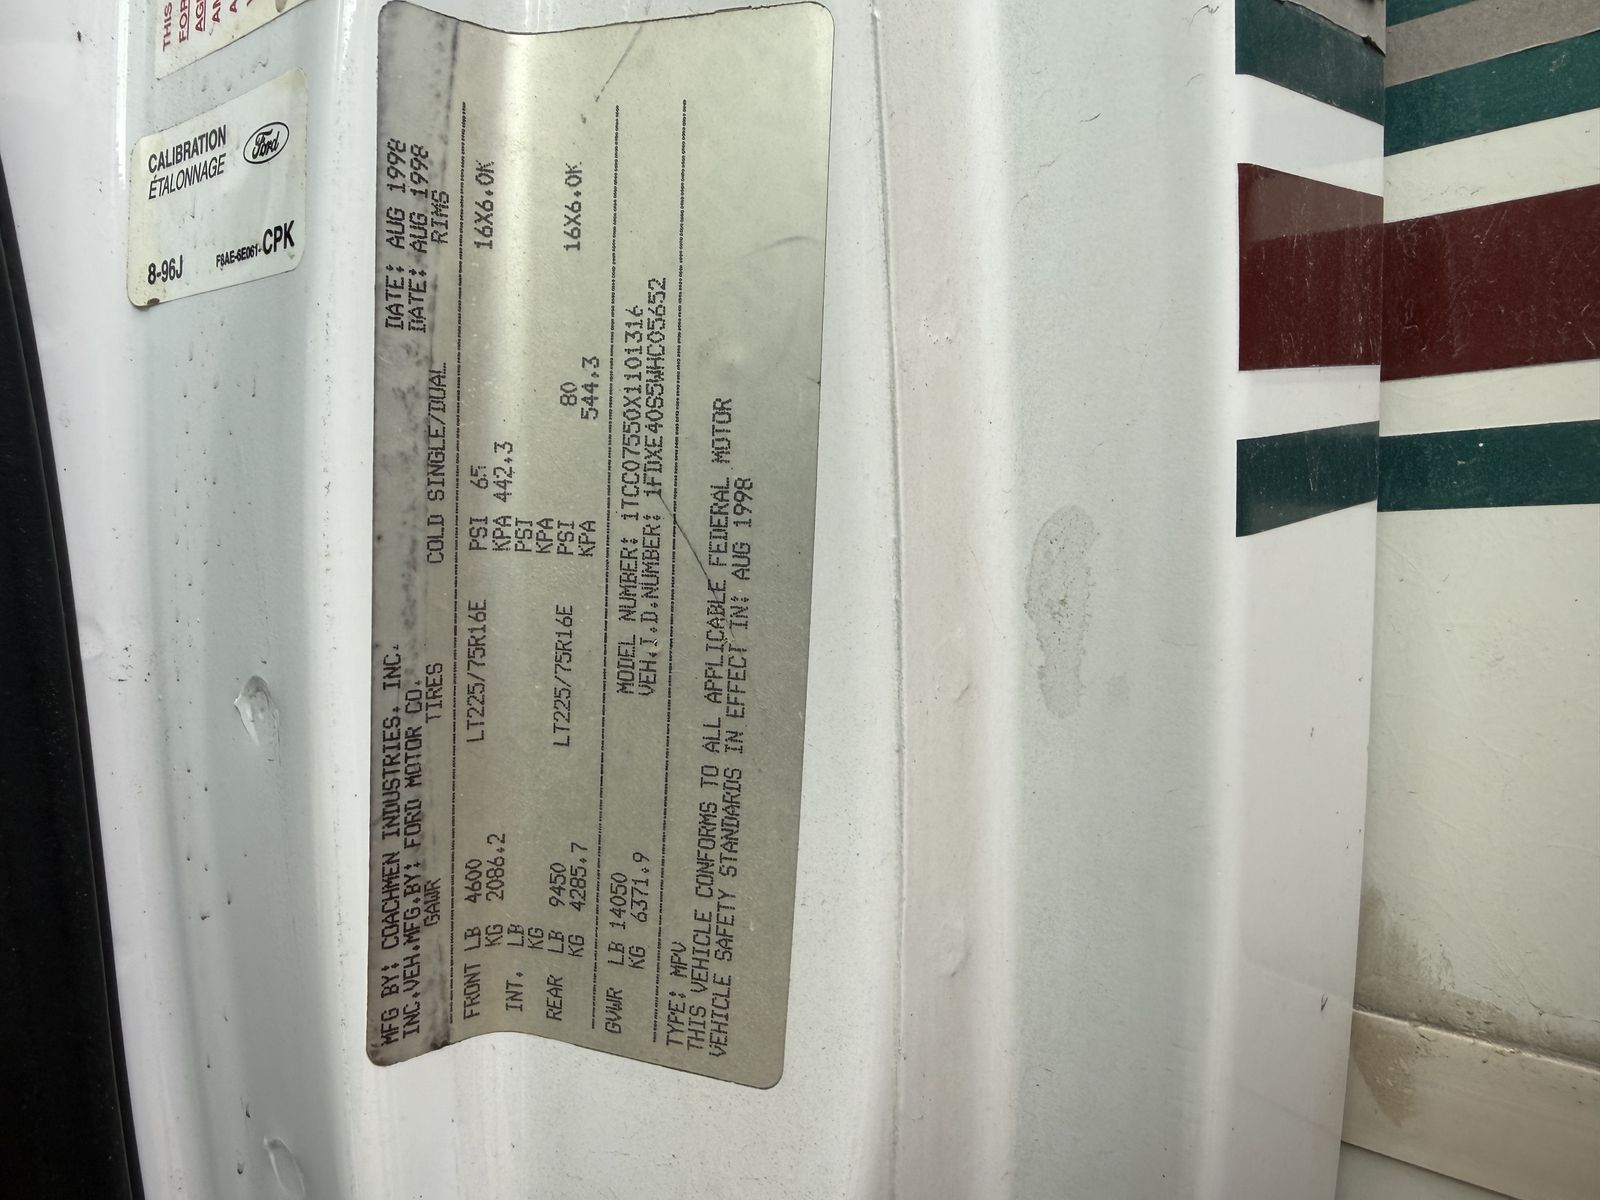 THIS
FOR
AG
AN
CALIBRATION
ÉTALONNAGE
Ford
8-96J F8AE-6E061- CPK
MFG BY: COACHMEN INDUSTRIES, INC. DATE: AUG 1998
INC.VEH.MFG.BY: FORD MOTOR CO. DATE: AUG 1998
GAWR TIRES COLD SINGLE/DUAL RIMS
FRONT LB 4600 LT225/75R16E PSI 65 16X6.0K
KG 2086.2 KPA 442.3
INT. LB PSI
KG KPA
REAR LB 9450 LT225/75R16E PSI 80 16X6.0K
KG 4285.7 KPA 544.3
GVWR LB 14050 MODEL NUMBER: 1TCC07550X1101316
KG 6371.9 VEH.I.D.NUMBER: 1FDXE40S5WHC05652
TYPE: MPV
THIS VEHICLE CONFORMS TO ALL APPLICABLE FEDERAL MOTOR
VEHICLE SAFETY STANDARDS IN EFFECT IN: AUG 1998